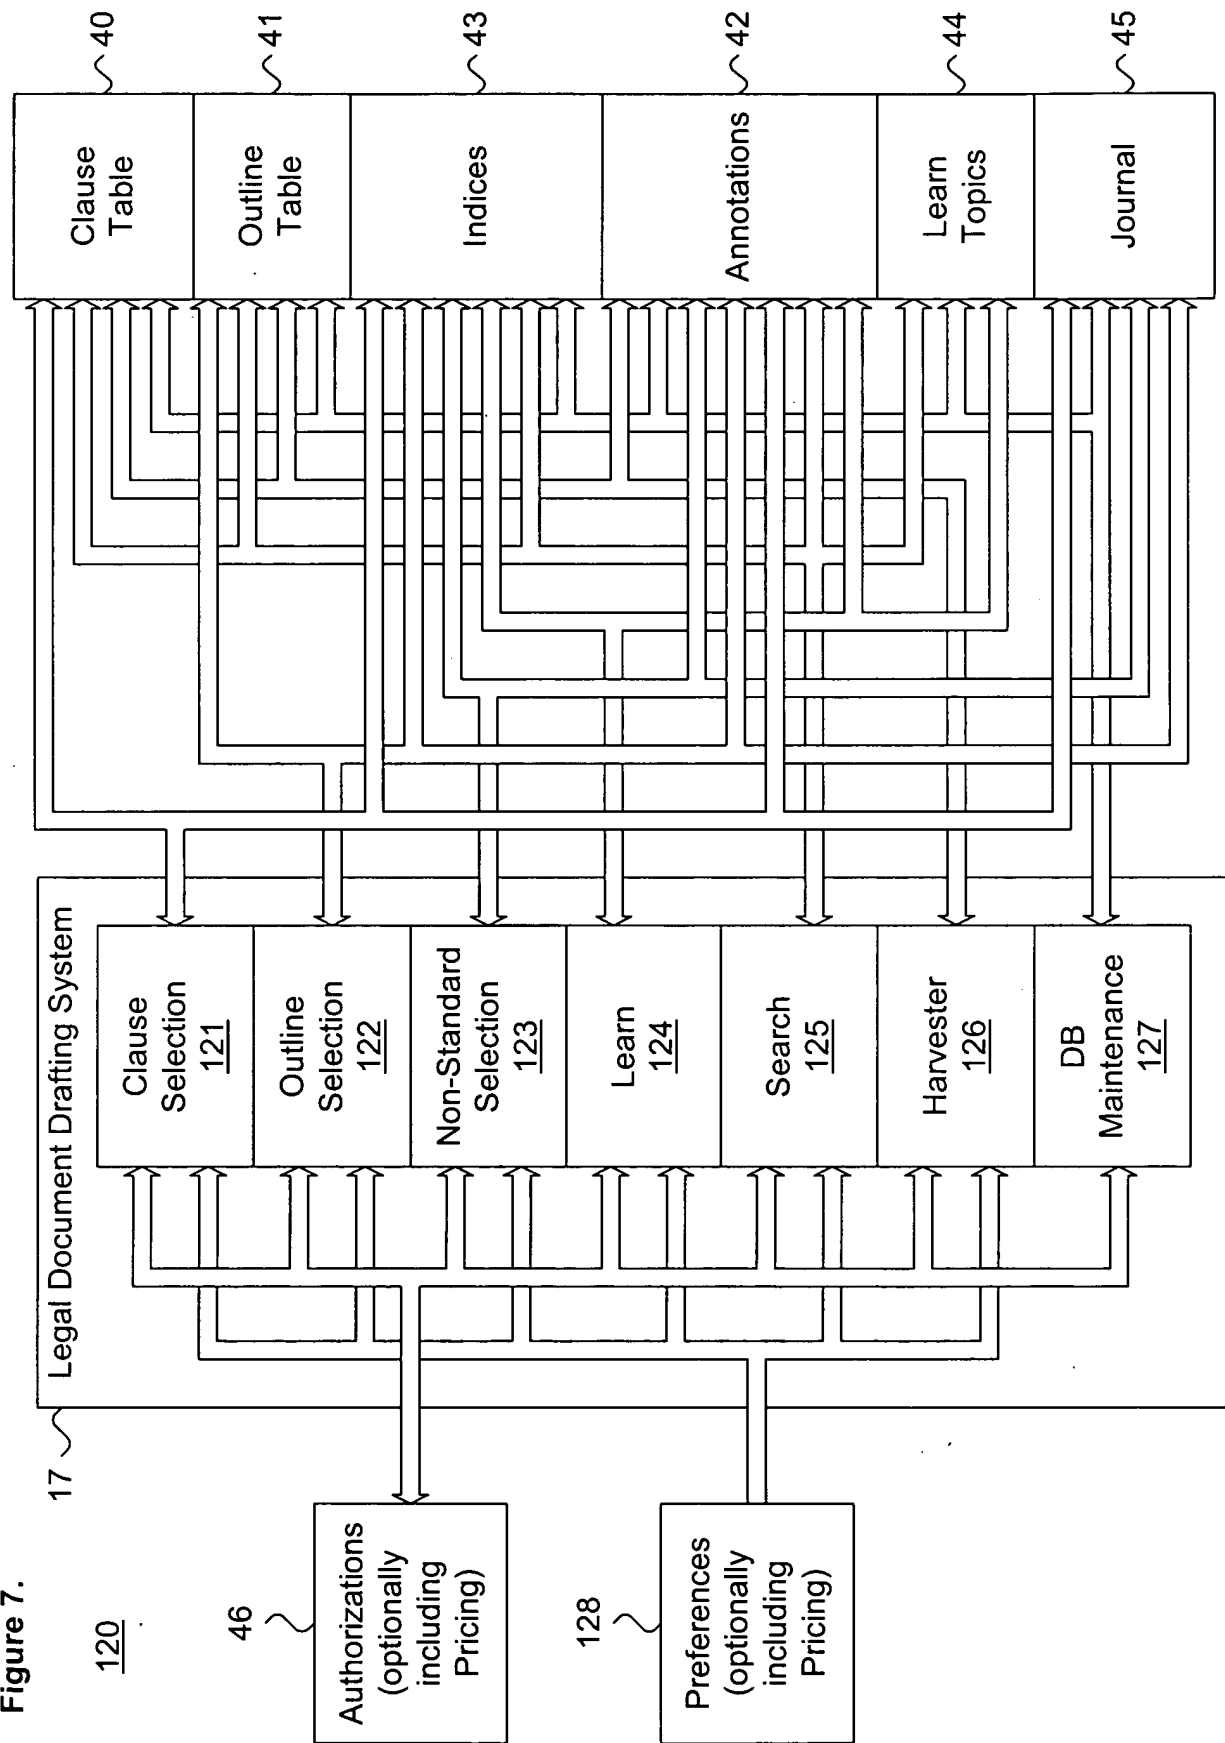 Figure 7.
120
46
Authorizations
(optionally
including
Pricing)
128
Preferences
(optionally
including
Pricing)
17
Legal Document Drafting System
Clause
Selection
121
Outline
Selection
122
Non-Standard
Selection
123
Learn
124
Search
125
Harvester
126
DB
Maintenance
127
Clause
Table
40
Outline
Table
41
Indices
43
Annotations
42
Learn
Topics
44
Journal
45